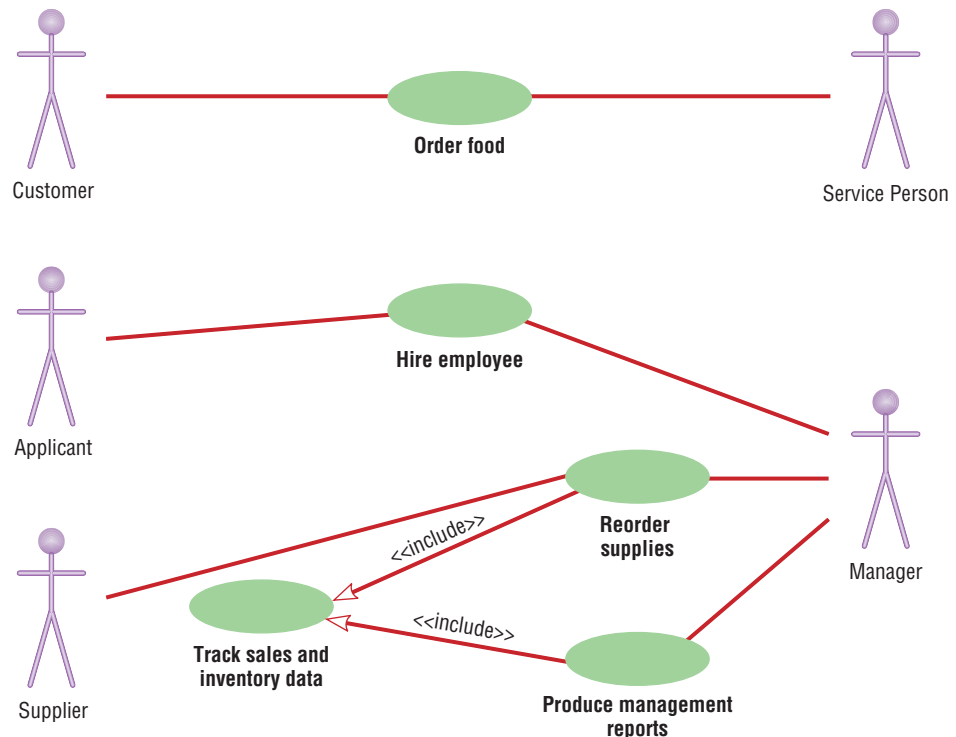 Order food
Customer
Service Person
Hire employee
Applicant
<<include>>
Reorder
supplies
Manager
<<include>>
Track sales and
inventory data
Supplier
Produce management
reports